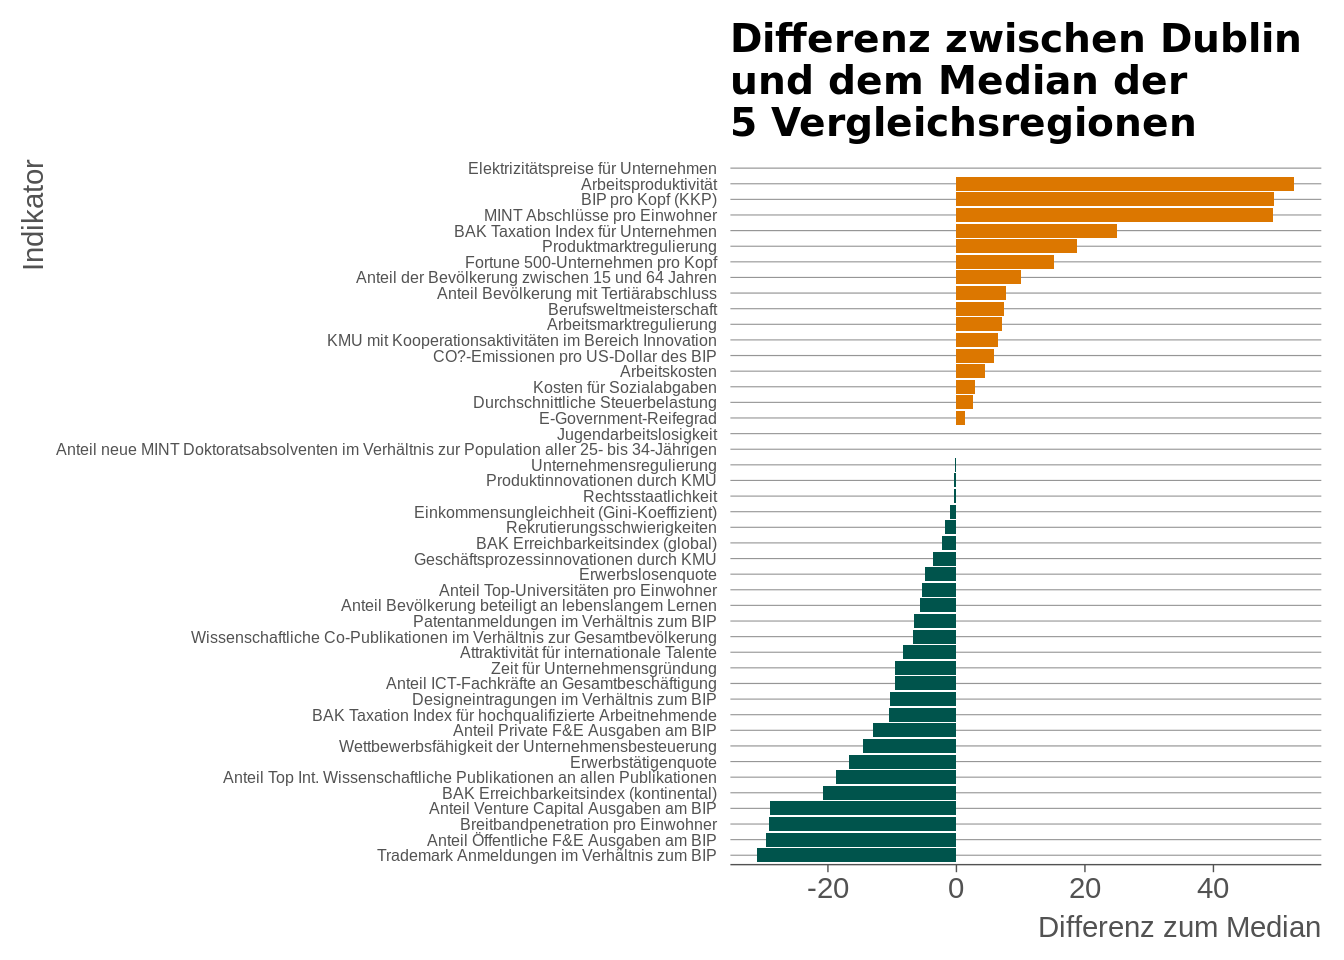 Differenz zwischen Dublin
und dem Median der
5 Vergleichsregionen
Indikator
Elektrizitätspreise für Unternehmen
Arbeitsproduktivität
BIP pro Kopf (KKP)
MINT Abschlüsse pro Einwohner
BAK Taxation Index für Unternehmen
Produktmarktregulierung
Fortune 500-Unternehmen pro Kopf
Anteil der Bevölkerung zwischen 15 und 64 Jahren
Anteil Bevölkerung mit Tertiärabschluss
Berufsweltmeisterschaft
Arbeitsmarktregulierung
KMU mit Kooperationsaktivitäten im Bereich Innovation
CO?-Emissionen pro US-Dollar des BIP
Arbeitskosten
Kosten für Sozialabgaben
Durchschnittliche Steuerbelastung
E-Government-Reifegrad
Jugendarbeitslosigkeit
Anteil neue MINT Doktoratsabsolventen im Verhältnis zur Population aller 25- bis 34-Jährigen
Unternehmensregulierung
Produktinnovationen durch KMU
Rechtsstaatlichkeit
Einkommensungleichheit (Gini-Koeffizient)
Rekrutierungsschwierigkeiten
BAK Erreichbarkeitsindex (global)
Geschäftsprozessinnovationen durch KMU
Erwerbslosenquote
Anteil Top-Universitäten pro Einwohner
Anteil Bevölkerung beteiligt an lebenslangem Lernen
Patentanmeldungen im Verhältnis zum BIP
Wissenschaftliche Co-Publikationen im Verhältnis zur Gesamtbevölkerung
Attraktivität für internationale Talente
Zeit für Unternehmensgründung
Anteil ICT-Fachkräfte an Gesamtbeschäftigung
Designeintragungen im Verhältnis zum BIP
BAK Taxation Index für hochqualifizierte Arbeitnehmende
Anteil Private F&E Ausgaben am BIP
Wettbewerbsfähigkeit der Unternehmensbesteuerung
Erwerbstätigenquote
Anteil Top Int. Wissenschaftliche Publikationen an allen Publikationen
BAK Erreichbarkeitsindex (kontinental)
Anteil Venture Capital Ausgaben am BIP
Breitbandpenetration pro Einwohner
Anteil Öffentliche F&E Ausgaben am BIP
Trademark Anmeldungen im Verhältnis zum BIP
-20 0 20 40
Differenz zum Median